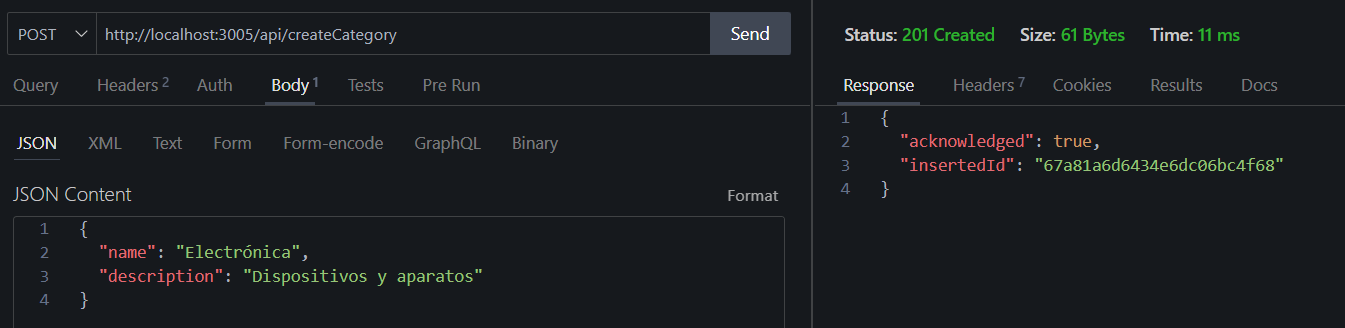 POST http://localhost:3005/api/createCategory Send
Query Headers 2 Auth Body 1 Tests Pre Run
JSON XML Text Form Form-encode GraphQL Binary
JSON Content Format
1 {
2 "name": "Electrónica",
3 "description": "Dispositivos y aparatos"
4 }
Status: 201 Created Size: 61 Bytes Time: 11 ms
Response Headers 7 Cookies Results Docs
1 {
2 "acknowledged": true,
3 "insertedId": "67a81a6d6434e6dc06bc4f68"
4 }